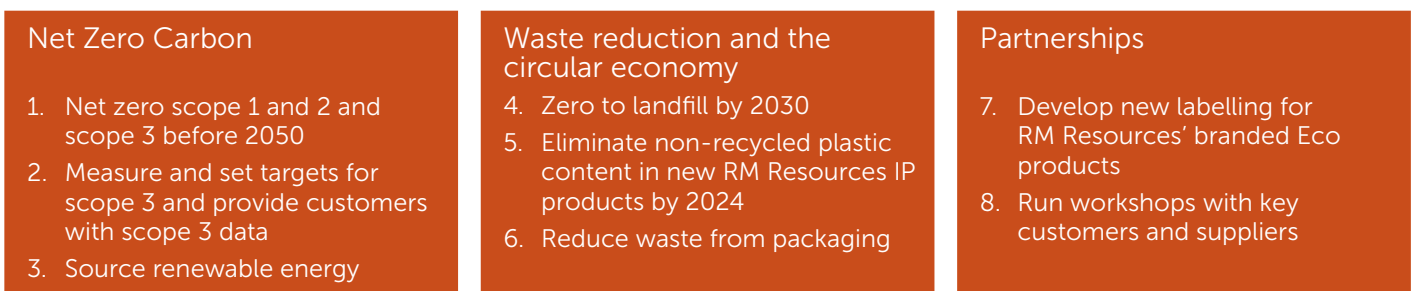 Net Zero Carbon
1. Net zero scope 1 and 2 and
scope 3 before 2050
2. Measure and set targets for
scope 3 and provide customers
with scope 3 data
3. Source renewable energy
Waste reduction and the
circular economy
4. Zero to landfill by 2030
5. Eliminate non-recycled plastic
content in new RM Resources IP
products by 2024
6. Reduce waste from packaging
Partnerships
7. Develop new labelling for
RM Resources’ branded Eco
products
8. Run workshops with key
customers and suppliers